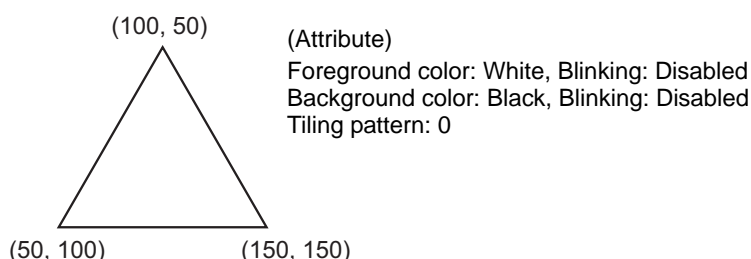 (100, 50)
(Attribute)
Foreground color: White, Blinking: Disabled
Background color: Black, Blinking: Disabled
Tiling pattern: 0
(50, 100)
(150, 150)